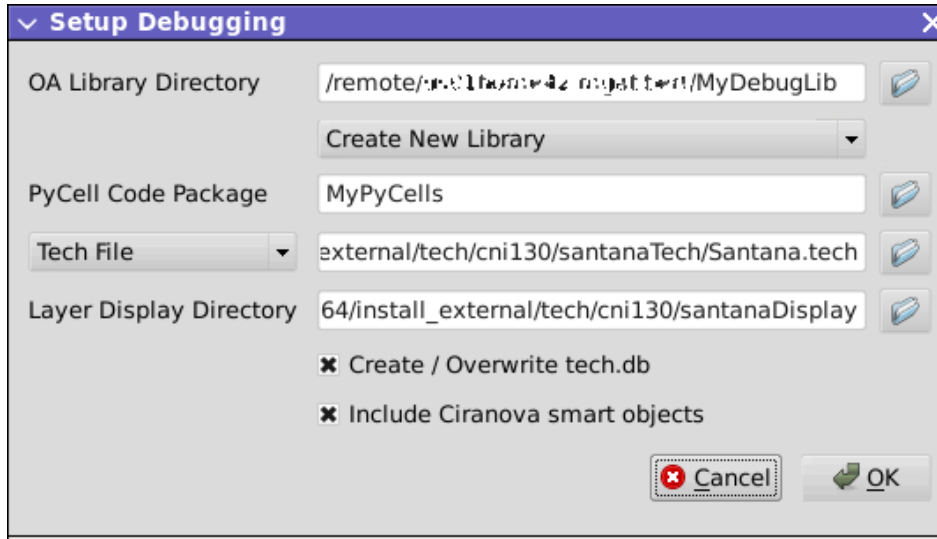 Setup Debugging
OA Library Directory /remote/ /MyDebugLib
Create New Library
PyCell Code Package MyPyCells
Tech File external/tech/cni130/santanaTech/Santana.tech
Layer Display Directory 64/install_external/tech/cni130/santanaDisplay
Create / Overwrite tech.db
Include Ciranova smart objects
Cancel OK